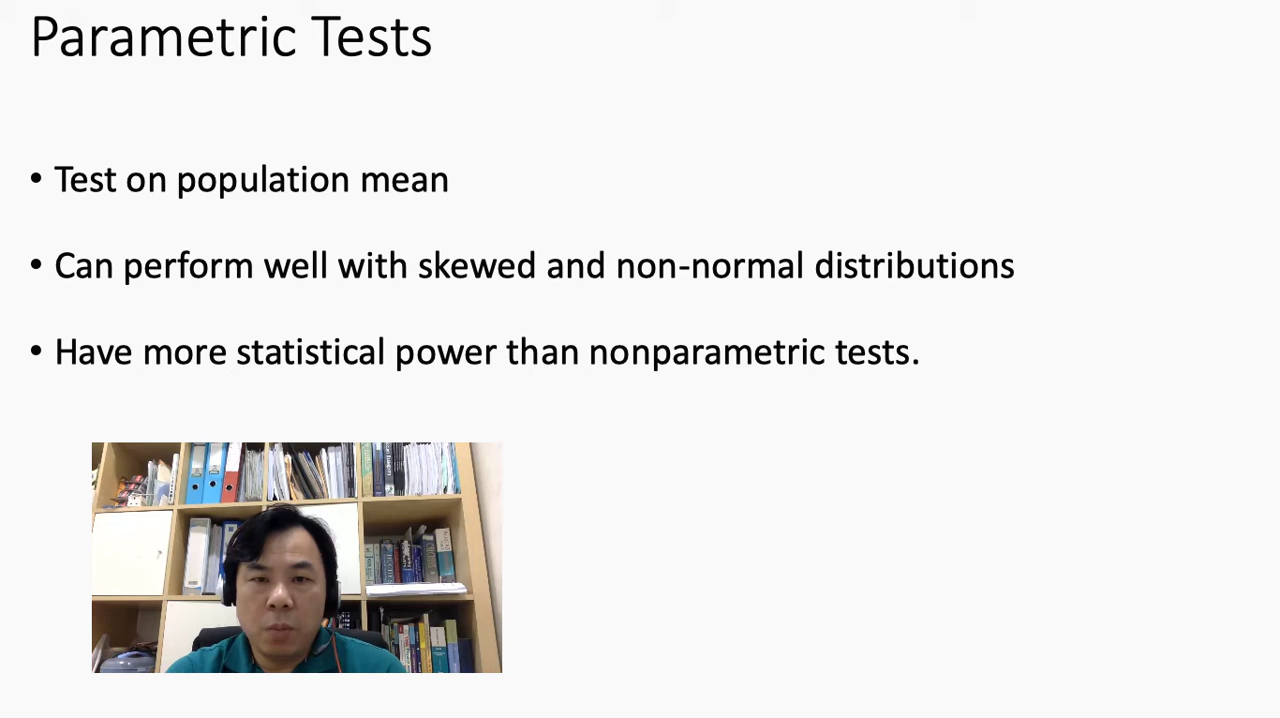 Parametric Tests
• Test on population mean
• Can perform well with skewed and non-normal distributions
• Have more statistical power than nonparametric tests.